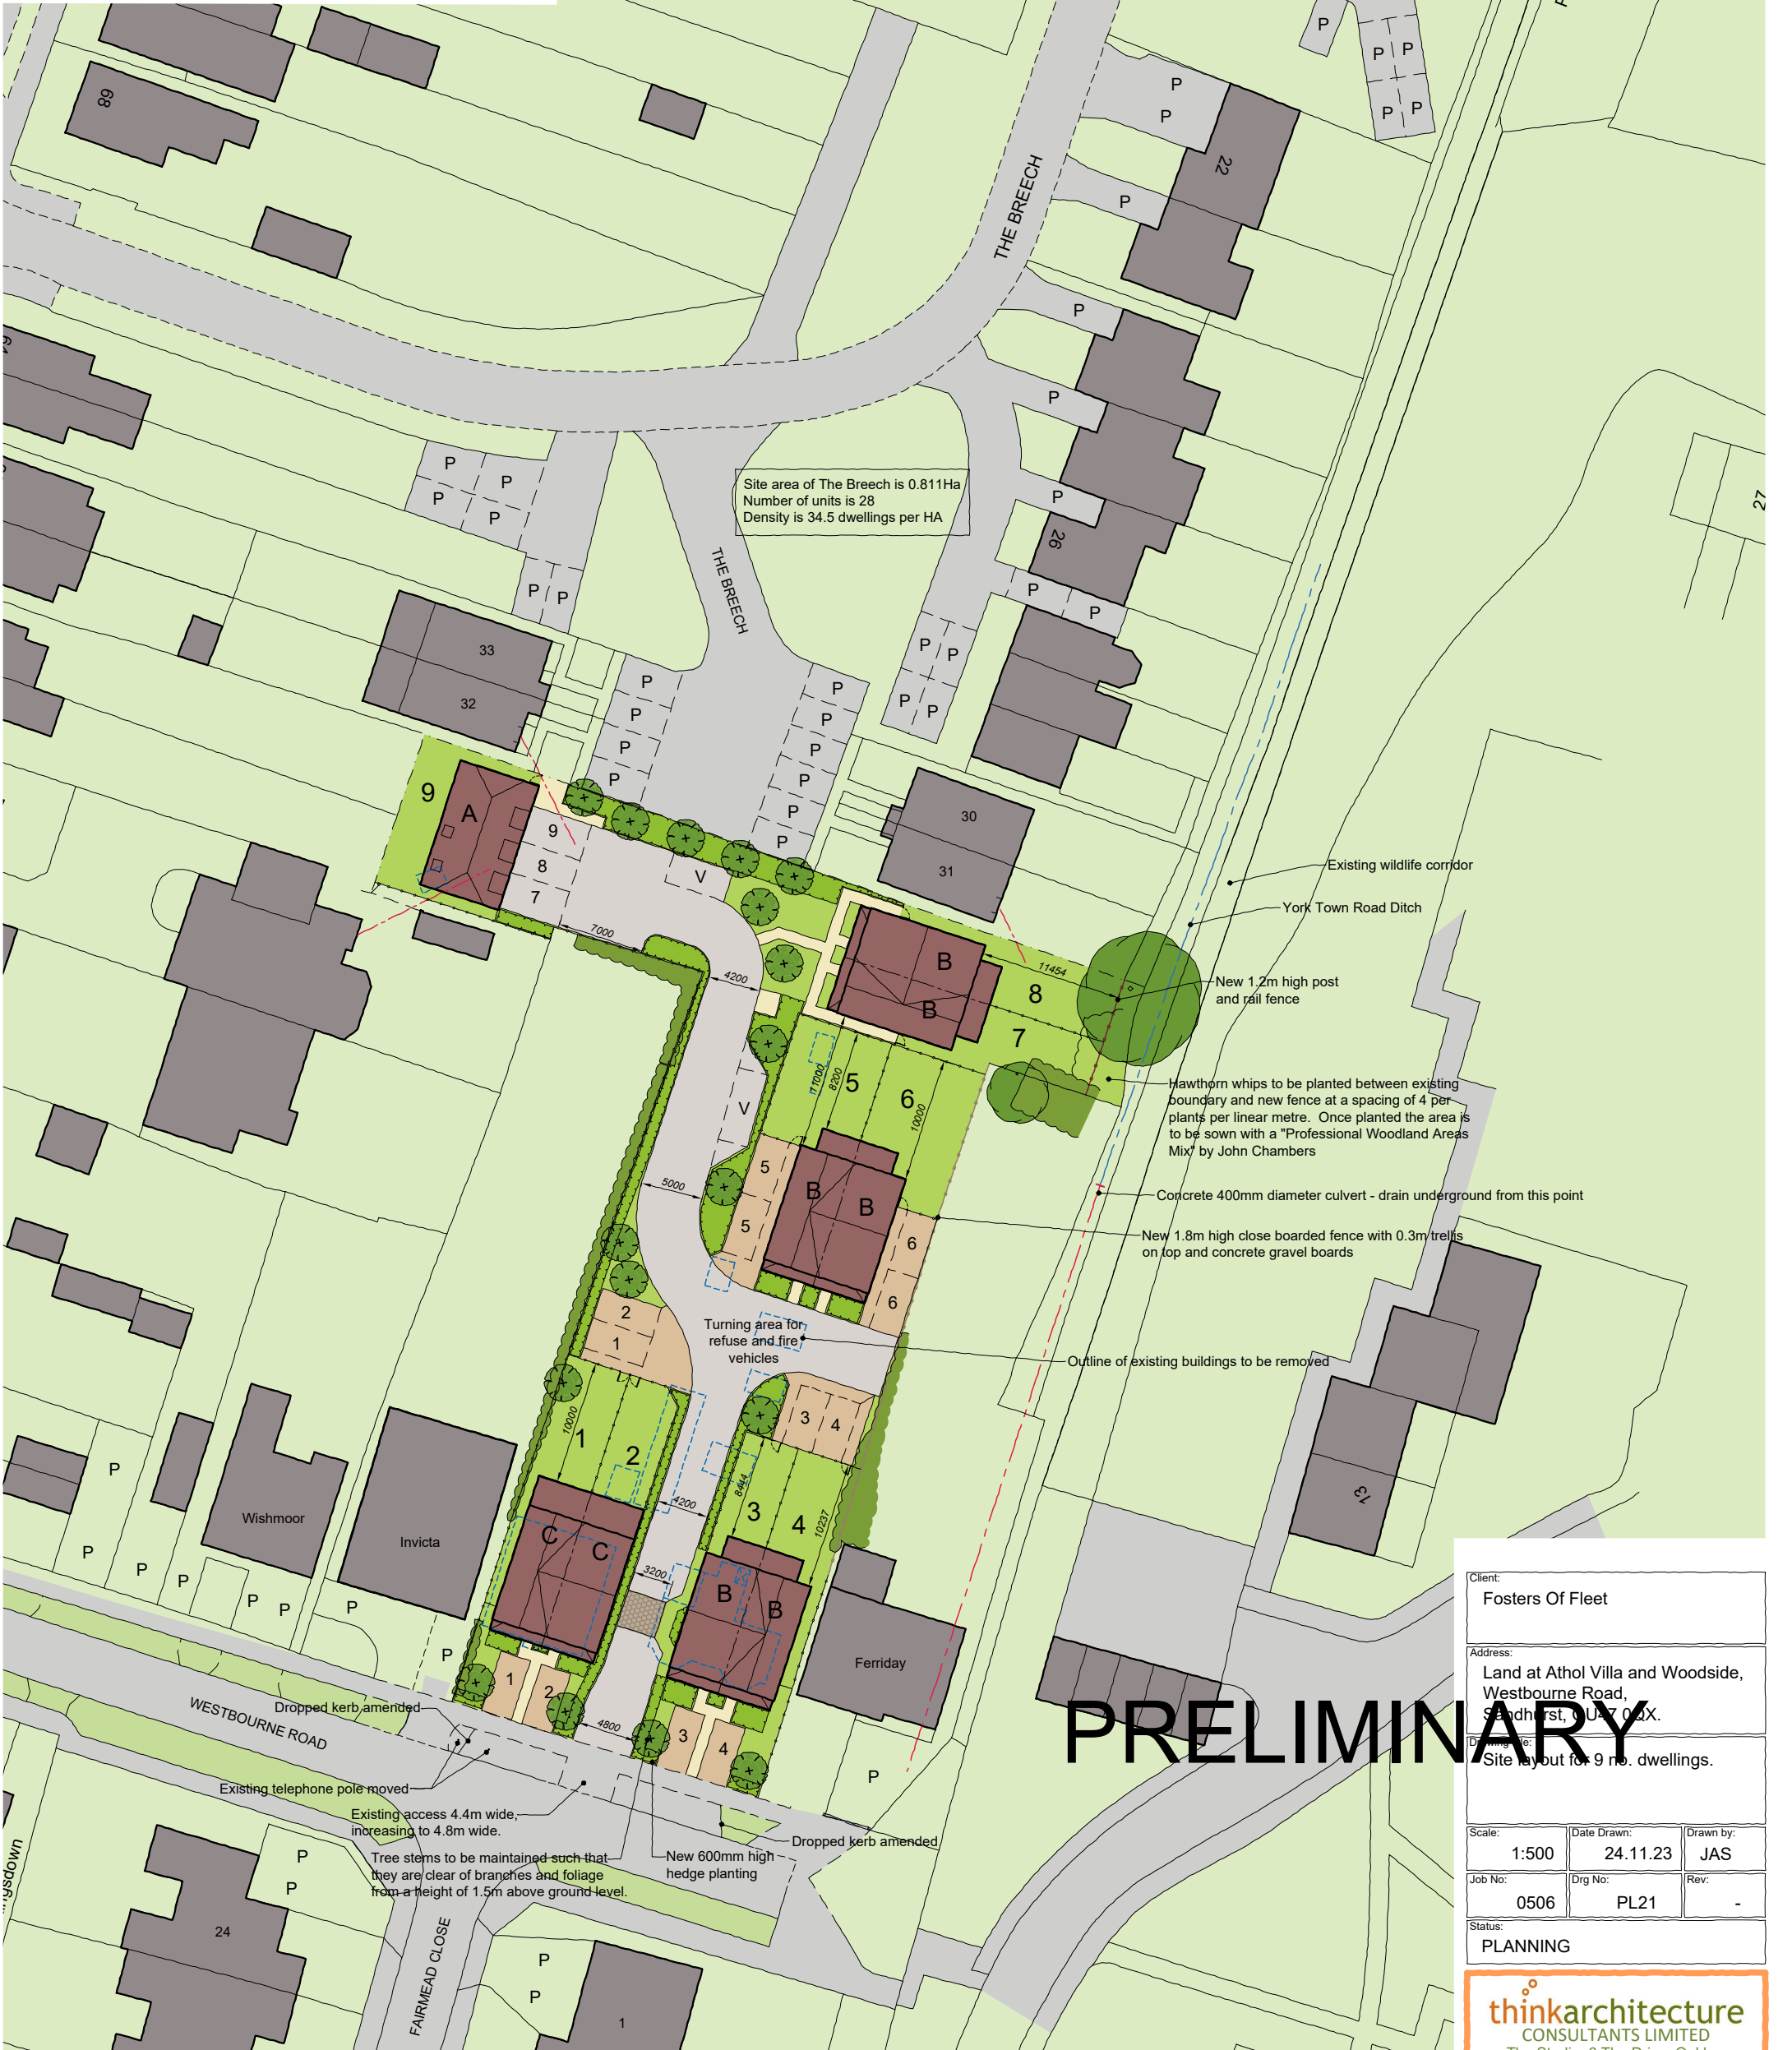 68
P
P
P
P
P
P
P
THE BREECH
P
P
22
P
P
P
P
26
P
P
27
Site area of The Breech is 0.811Ha
Number of units is 28
Density is 34.5 dwellings per HA
P
P
P
P
P
P
THE BREECH
P
P
P
P
33
32
P
P
P
P
P
P
P
P
P
P
30
31
9
A
9
8
7
V
7000
4200
B
B
11454
8
7
Existing wildlife corridor
York Town Road Ditch
New 1.2m high post
and rail fence
Hawthorn whips to be planted between existing
boundary and new fence at a spacing of 4 per
plants per linear metre. Once planted the area is
to be sown with a "Professional Woodland Areas
Mix" by John Chambers
11000
8200
5
6
10000
V
5
5
5000
B
B
6
6
Concrete 400mm diameter culvert - drain underground from this point
New 1.8m high close boarded fence with 0.3m trellis
on top and concrete gravel boards
2
1
Turning area for
refuse and fire
vehicles
Outline of existing buildings to be removed
3
4
10000
1
2
8444
3
4
10237
4200
C
C
3200
B
B
P
P
P
P
P
P
P
P
Wishmoor
Invicta
Ferriday
73
1
2
3
4
4800
P
WESTBOURNE ROAD
Dropped kerb amended
Existing telephone pole moved
Existing access 4.4m wide,
increasing to 4.8m wide.
Tree stems to be maintained such that
they are clear of branches and foliage
from a height of 1.5m above ground level.
New 600mm high
hedge planting
Dropped kerb amended
P
P
24
FAIRMEAD CLOSE
P
P
1
PRELIMINARY
Client:
Fosters Of Fleet
Address:
Land at Athol Villa and Woodside,
Westbourne Road,
Sandhurst, GU47 0QX.
Drawing title:
Site layout for 9 no. dwellings.
Scale:
1:500
Date Drawn:
24.11.23
Drawn by:
JAS
Job No:
0506
Drg No:
PL21
Rev:
-
Status:
PLANNING
thinkarchitecture
CONSULTANTS LIMITED